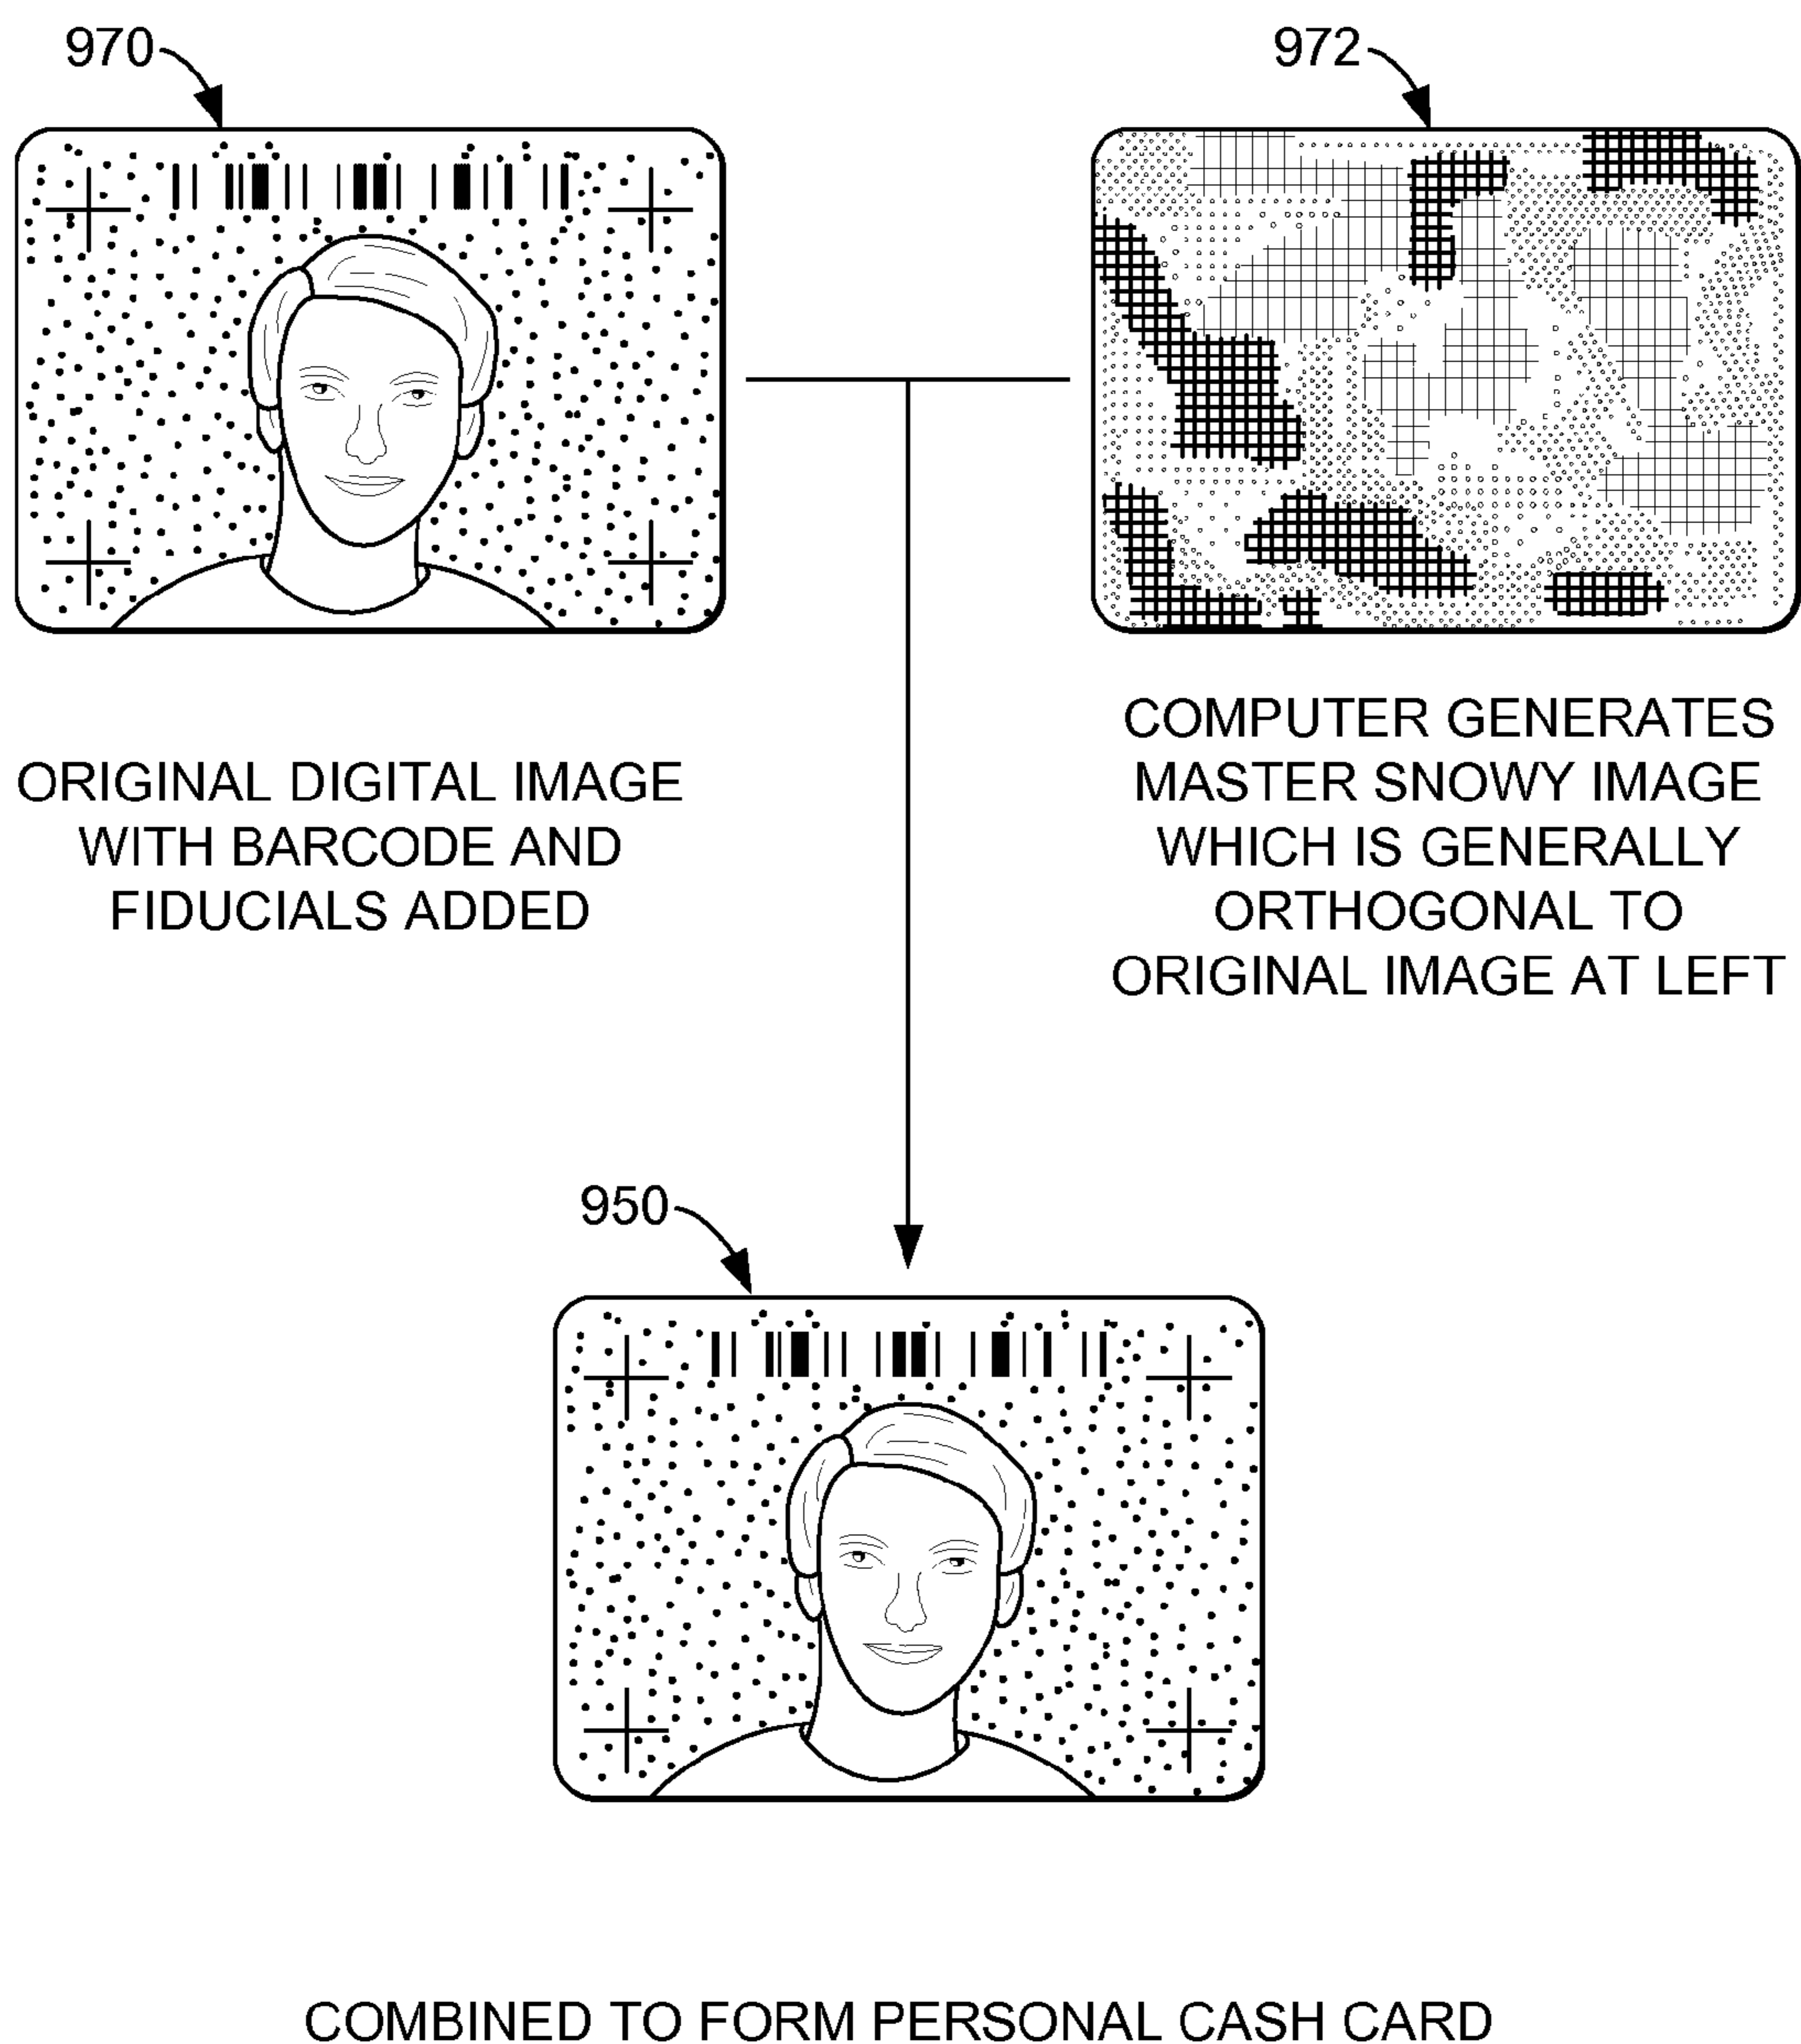 970
972
ORIGINAL DIGITAL IMAGE
WITH BARCODE AND
FIDUCIALS ADDED
COMPUTER GENERATES
MASTER SNOWY IMAGE
WHICH IS GENERALLY
ORTHOGONAL TO
ORIGINAL IMAGE AT LEFT
950
COMBINED TO FORM PERSONAL CASH CARD